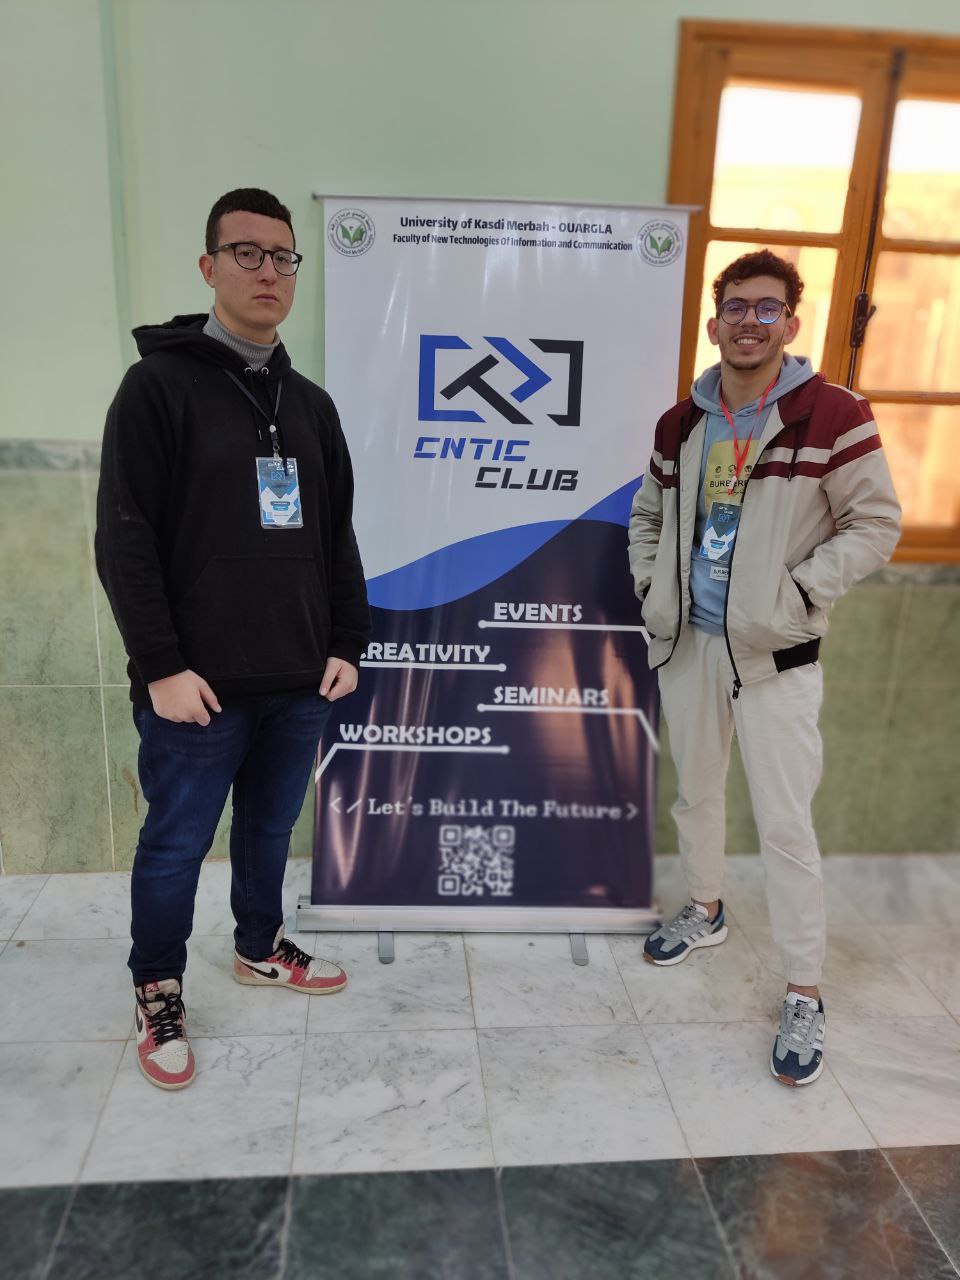 University of Kasdi Merbah - OUARGLA
Faculty of New Technologies Of Information and Communication
CNTIC
CLUB
EVENTS
CREATIVITY
SEMINARS
WORKSHOPS
</ Let's Build The Future >